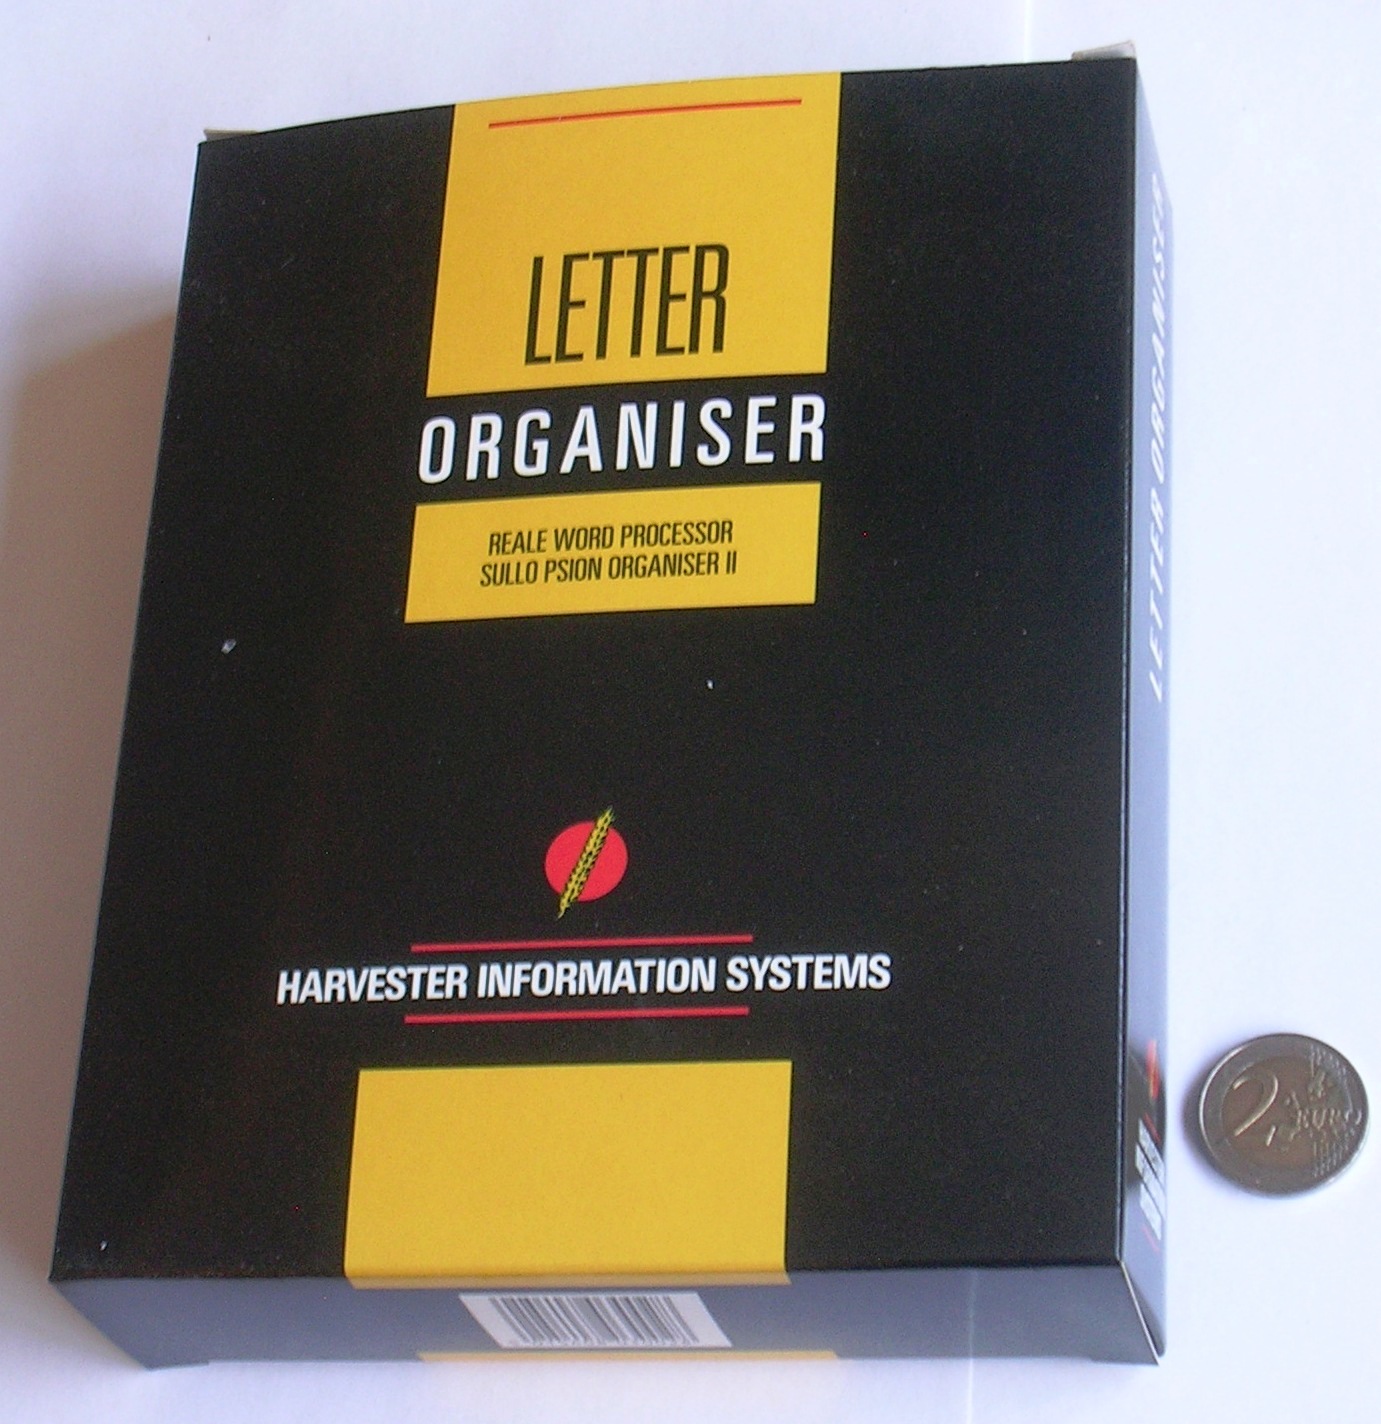 LETTER
ORGANISER
REALE WORD PROCESSOR
SULLO PSION ORGANISER II
HARVESTER INFORMATION SYSTEMS
LETTER ORGANISER
2
EURO